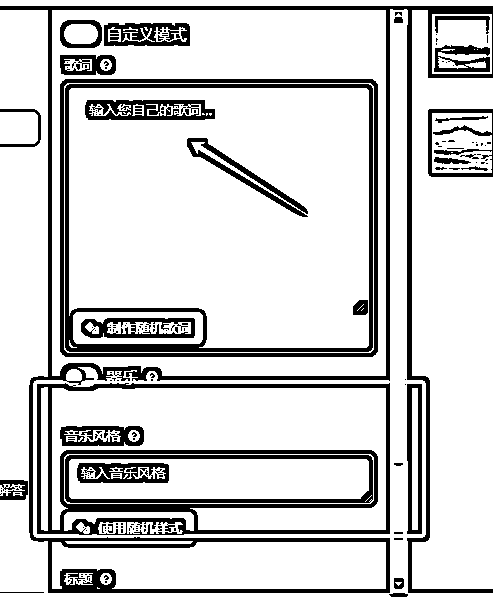 自定义模式
歌词 ?
输入您自己的歌词...
制作随机歌词
器乐 ?
音乐风格 ?
输入音乐风格
解答
使用随机样式
标题 ?